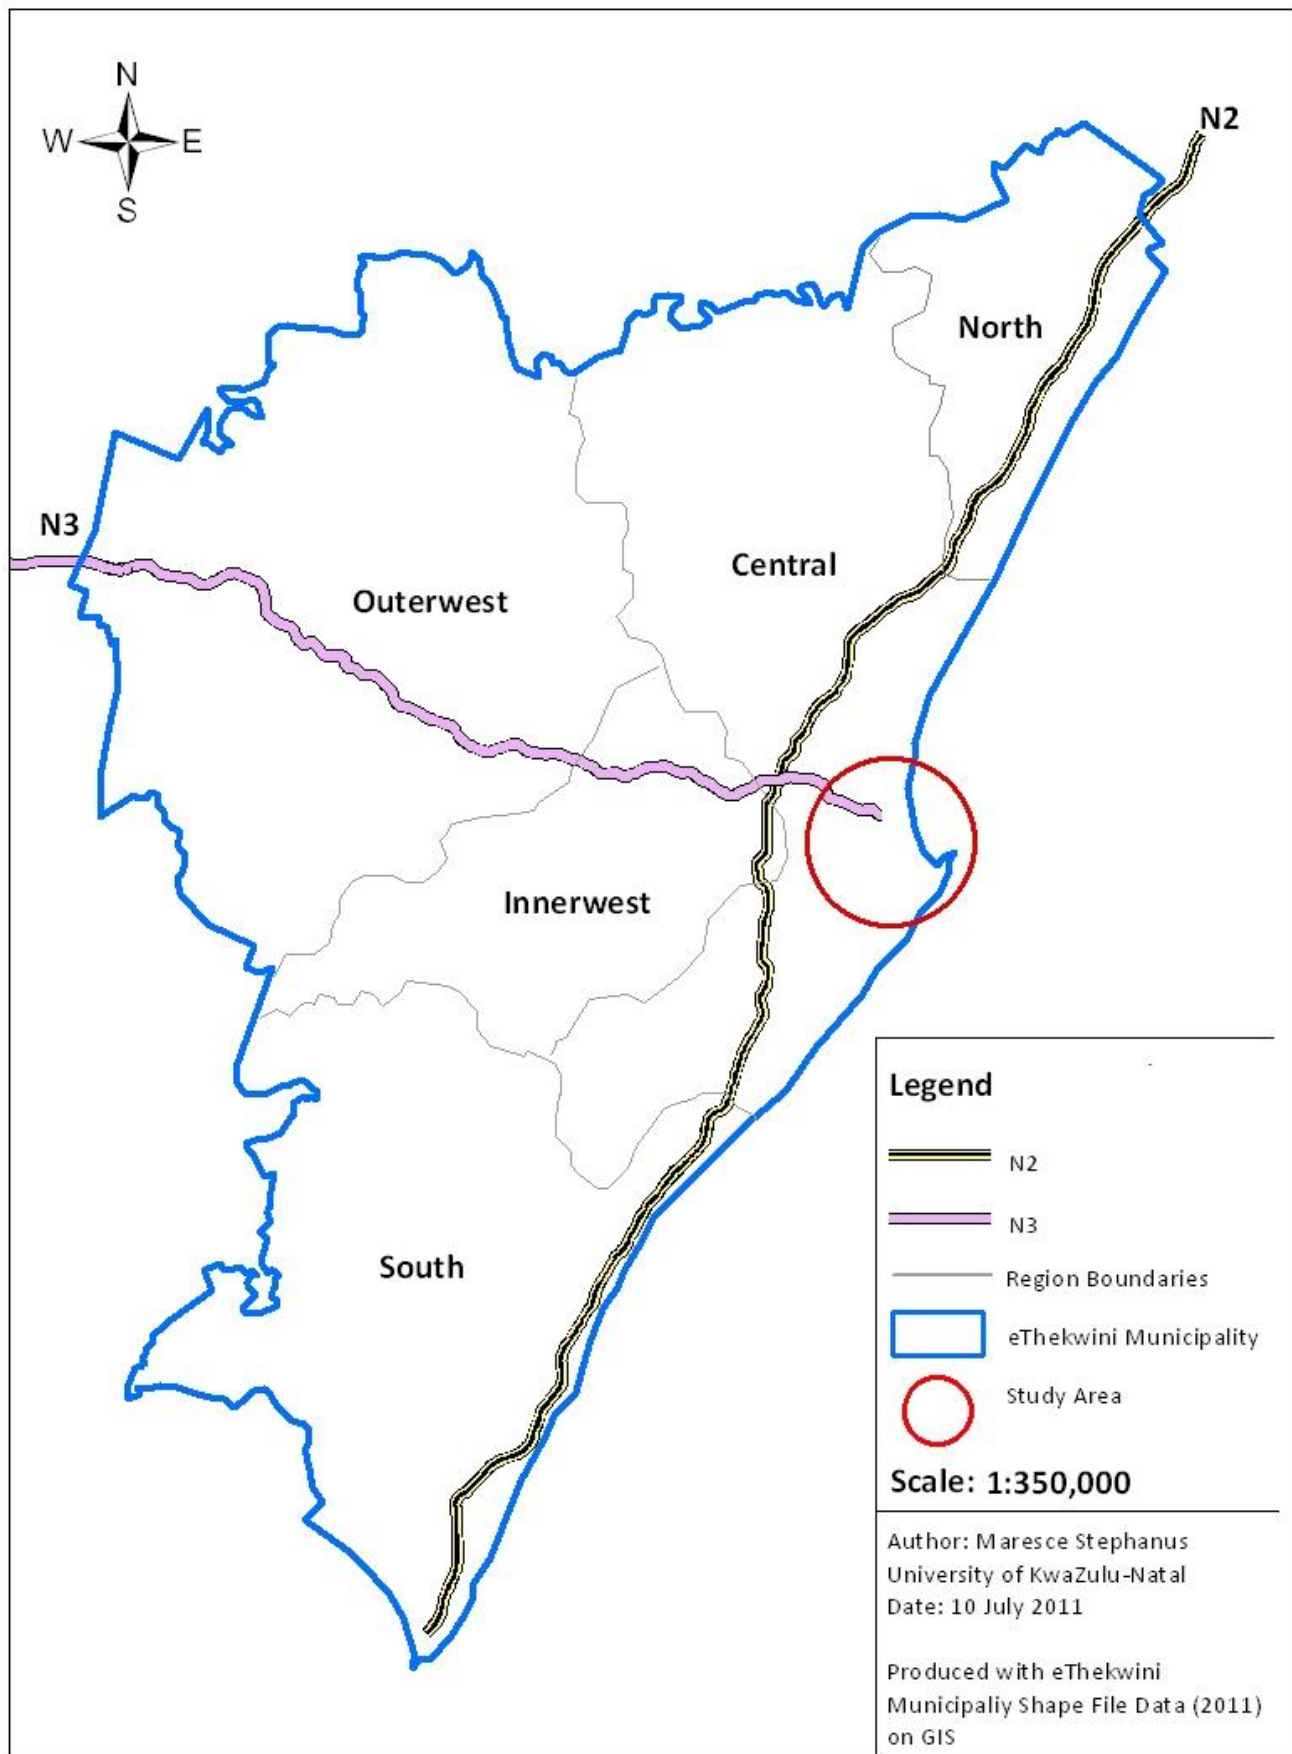 N
W E
S
N2
North
N3
Central
Outerwest
Innerwest
South
Legend
N2
N3
Region Boundaries
eThekwini Municipality
Study Area
Scale: 1:350,000
Author: Maresce Stephanus
University of KwaZulu-Natal
Date: 10 July 2011
Produced with eThekwini
Municipaliy Shape File Data (2011)
on GIS